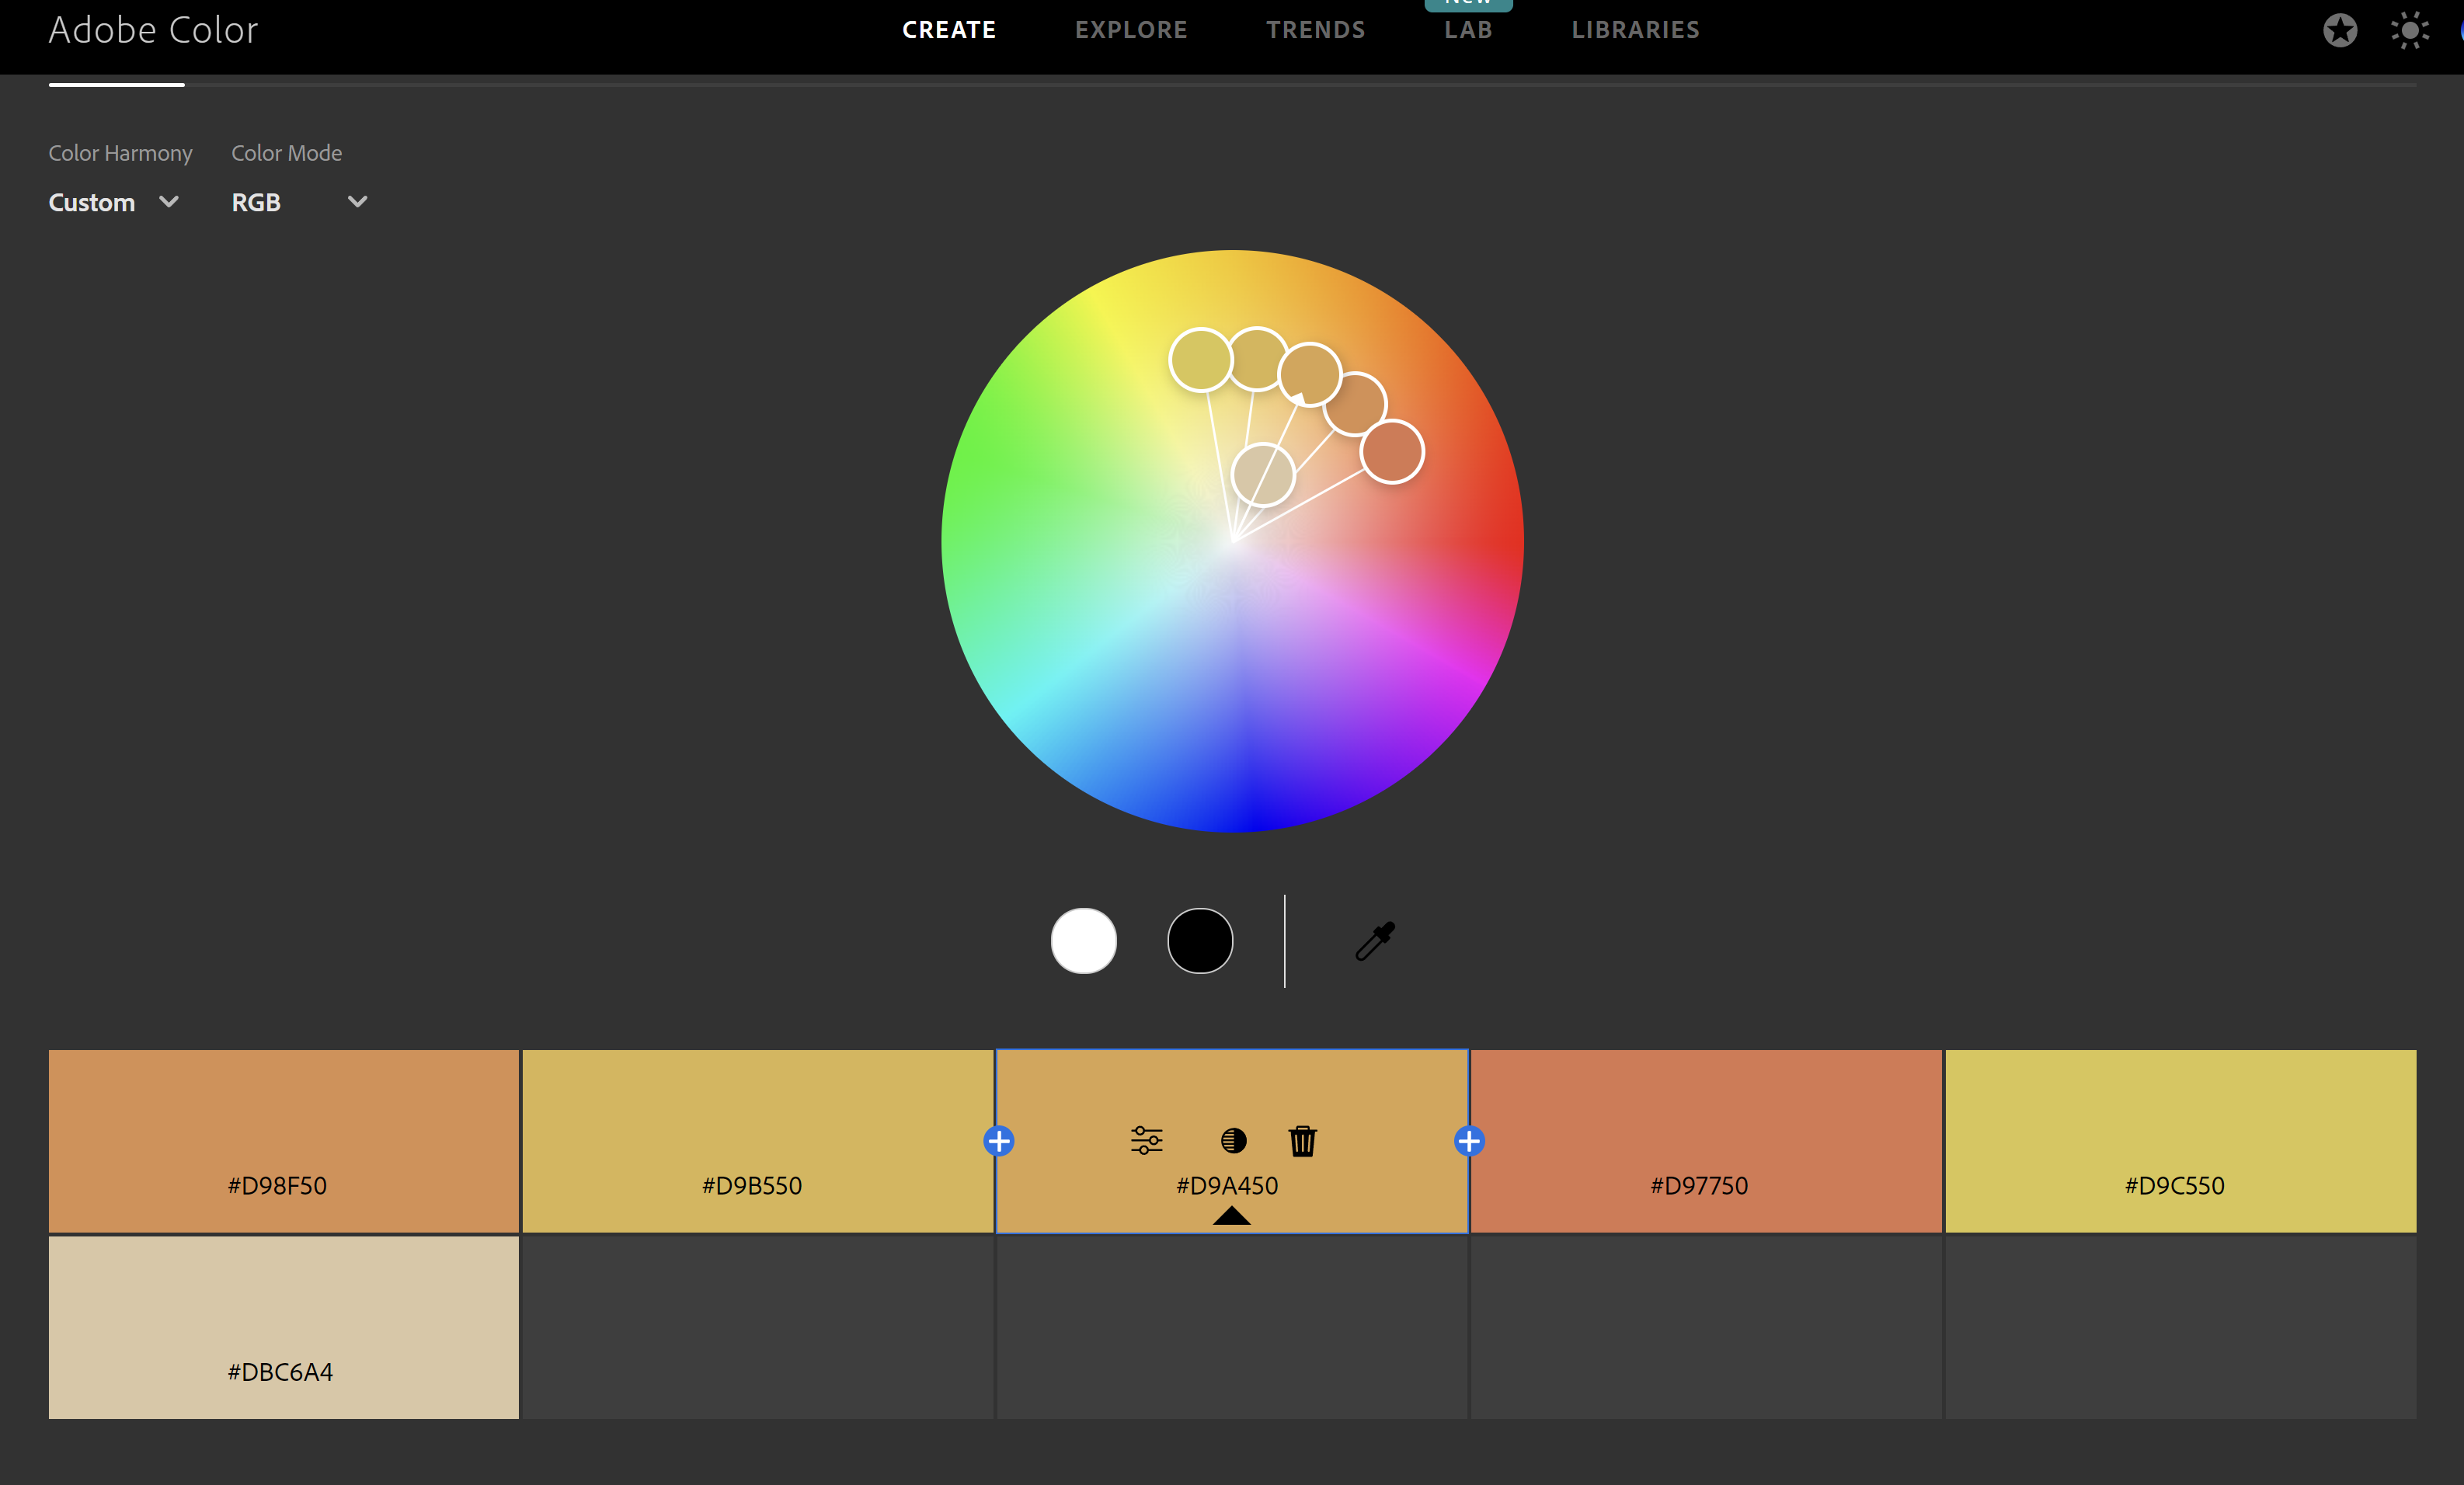 New
Adobe Color
CREATE
EXPLORE
TRENDS
LAB
LIBRARIES
Color Harmony
Color Mode
Custom
RGB
#D98F50
#D9B550
#D9A450
#D97750
#D9C550
#DBC6A4